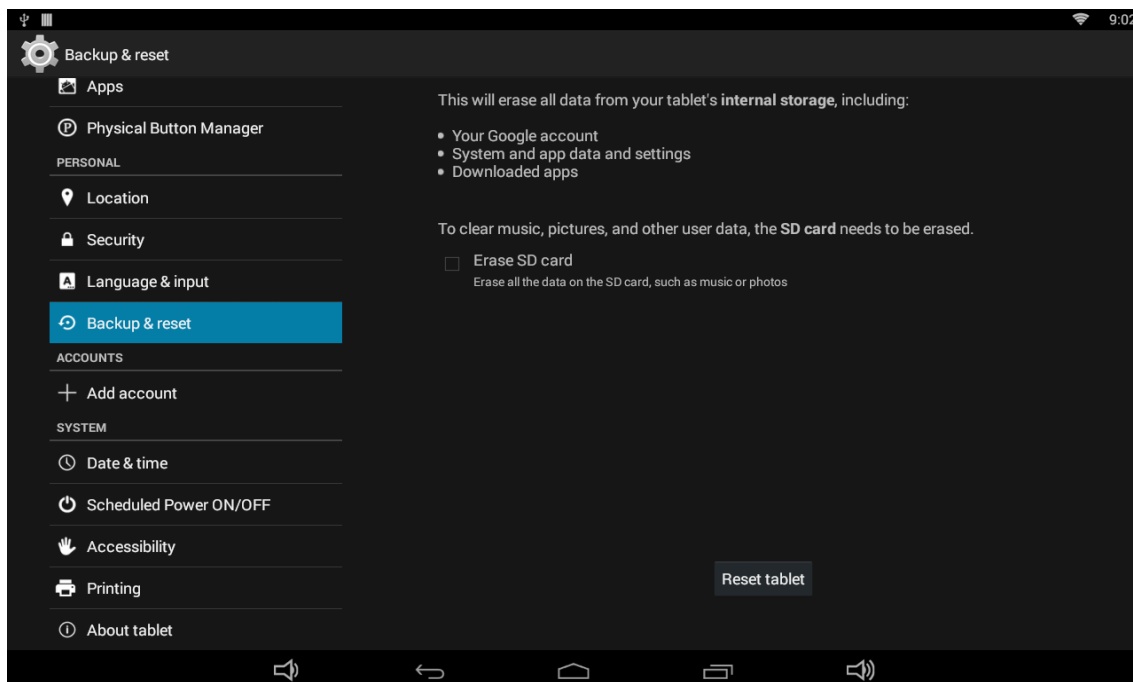 9:02
Backup & reset
Apps
Physical Button Manager
PERSONAL
Location
Security
Language & input
Backup & reset
ACCOUNTS
Add account
SYSTEM
Date & time
Scheduled Power ON/OFF
Accessibility
Printing
About tablet
This will erase all data from your tablet's internal storage, including:
• Your Google account
• System and app data and settings
• Downloaded apps
To clear music, pictures, and other user data, the SD card needs to be erased.
Erase SD card
Erase all the data on the SD card, such as music or photos
Reset tablet